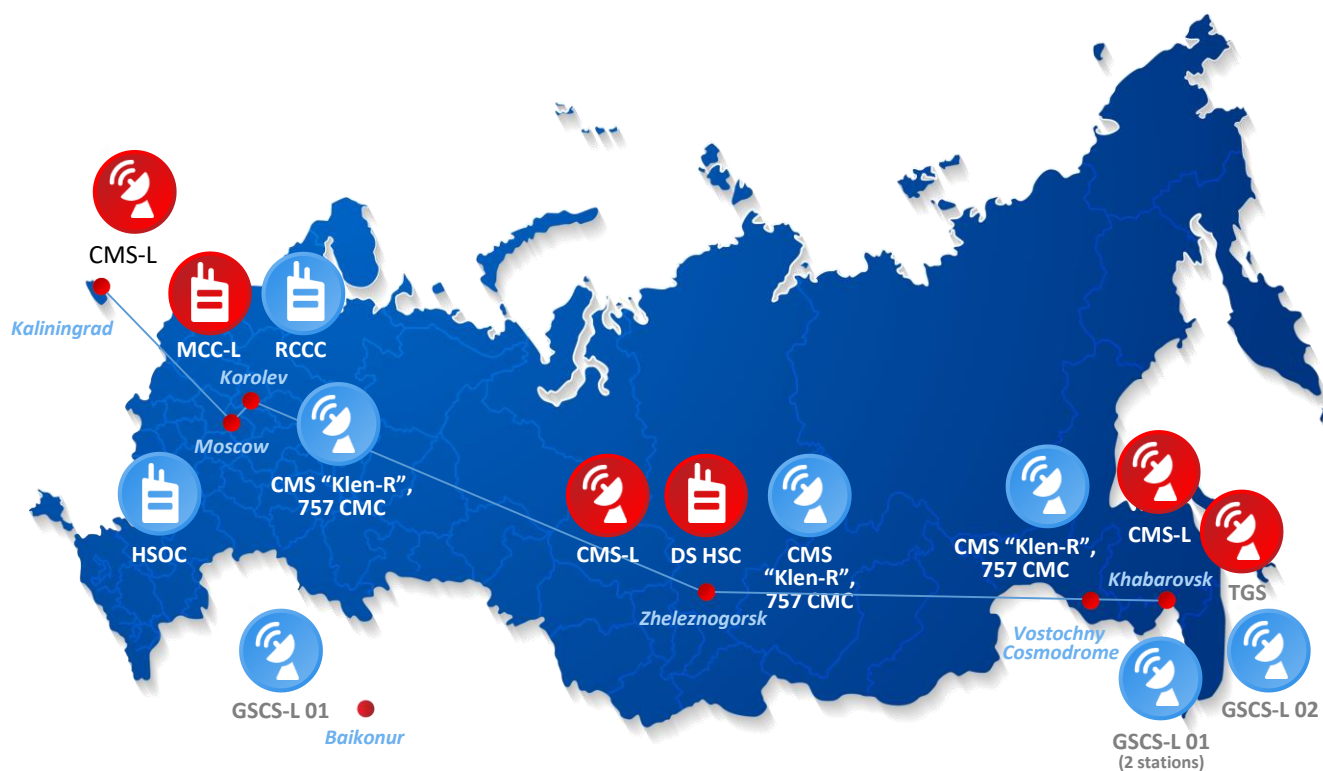 CMS-L
Kaliningrad
MCC-L
RCCC
Korolev
Moscow
CMS “Klen-R”,
757 CMC
HSOC
CMS-L
DS HSC
CMS
“Klen-R”,
757 CMC
Zheleznogorsk
CMS “Klen-R”,
757 CMC
CMS-L
Khabarovsk
TGS
Vostochny
Cosmodrome
GSCS-L 01
Baikonur
GSCS-L 02
GSCS-L 01
(2 stations)